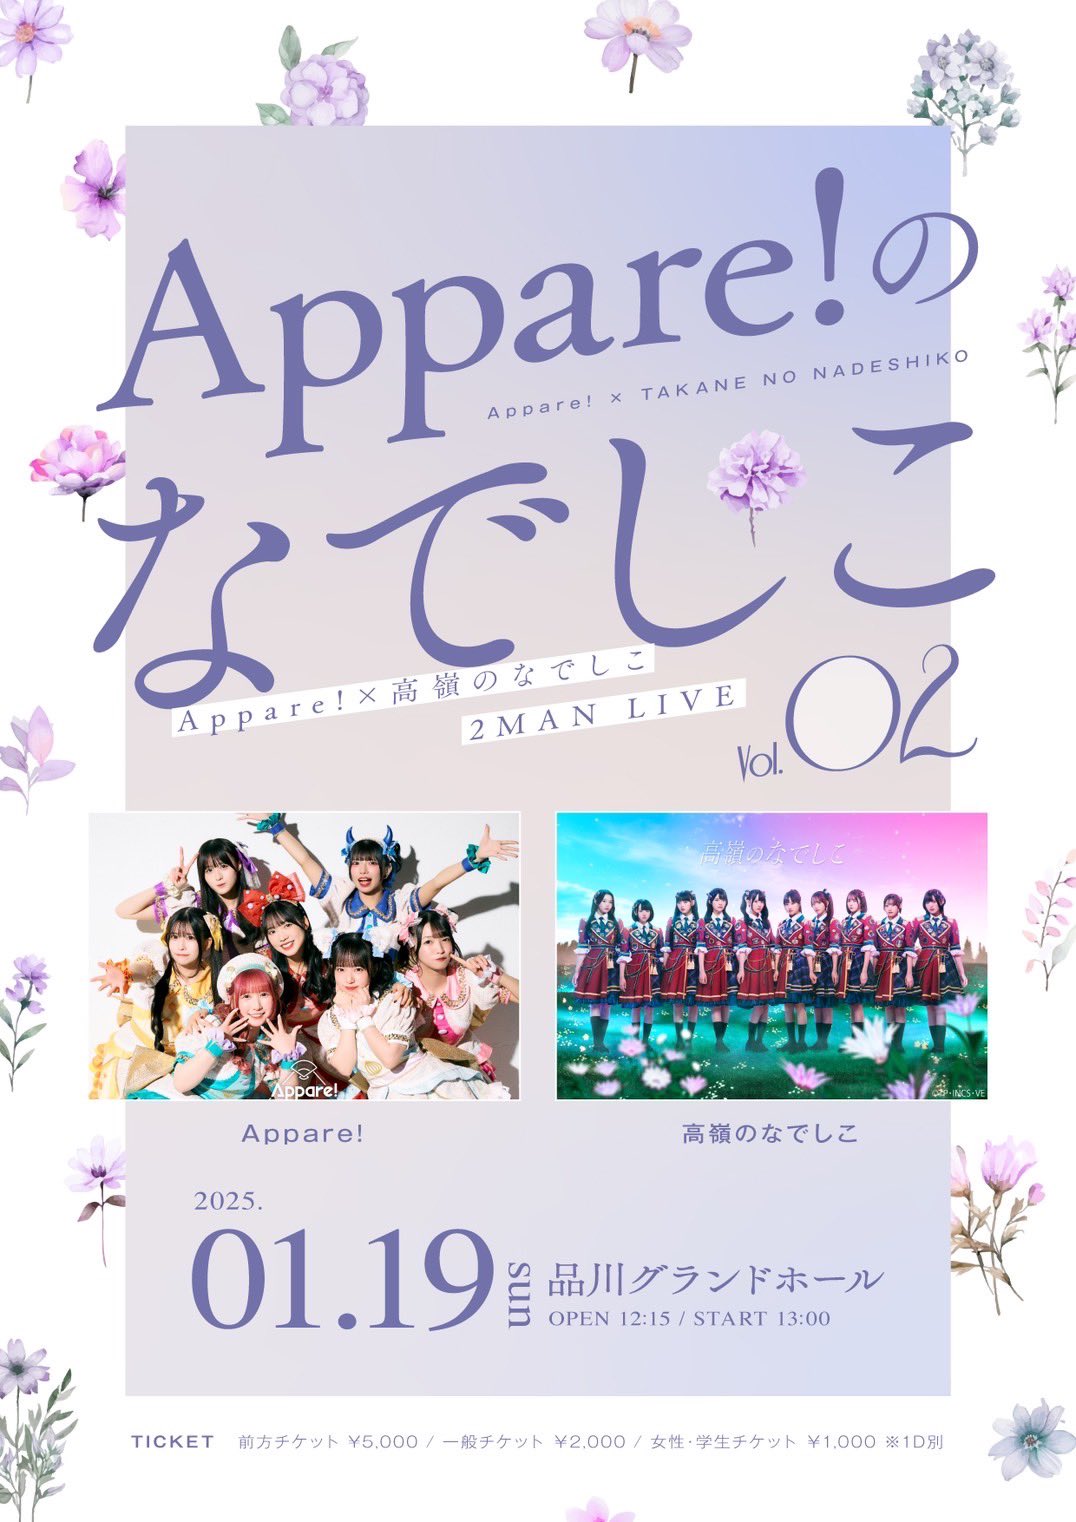 Appare!の
Appare! × TAKANE NO NADESHIKO
なでしこ
Appare!×高嶺のなでしこ
2MAN LIVE
Vol.02
Appare!
高嶺のなでしこ
Appare!
高嶺のなでしこ
2025.
01.19
sun
品川グランドホール
OPEN 12:15 / START 13:00
TICKET 前方チケット ¥5,000 / 一般チケット ¥2,000 / 女性・学生チケット ¥1,000 ※1D別